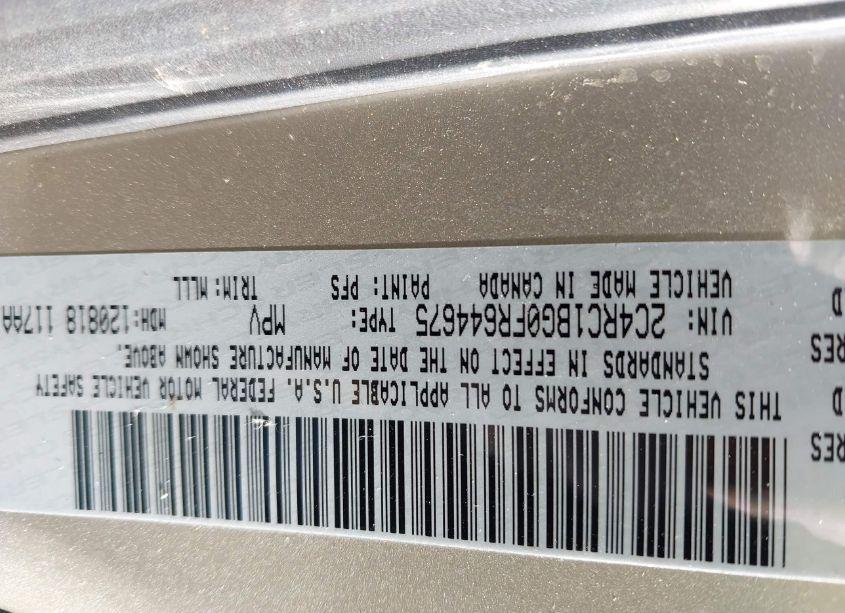 THIS VEHICLE CONFORMS TO ALL APPLICABLE U.S.A. FEDERAL MOTOR VEHICLE SAFETY
STANDARDS IN EFFECT ON THE DATE OF MANUFACTURE SHOWN ABOVE.
VIN: 2C4RC1BG0FR644675 TYPE: MPV MDH: 120818 117AA
VEHICLE MADE IN CANADA PAINT: PFS TRIM: MLLL